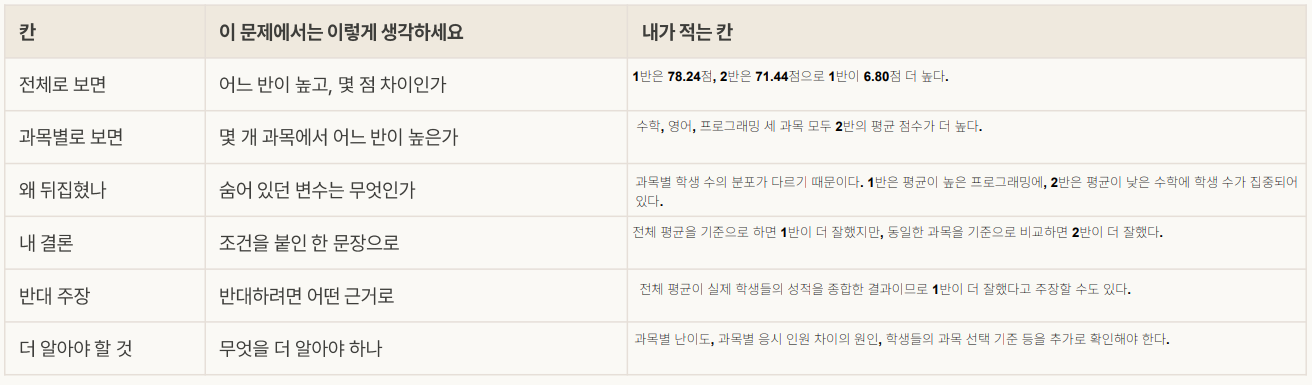 칸 이 문제에서는 이렇게 생각하세요 내가 적는 칸
전체로 보면 어느 반이 높고, 몇 점 차이인가 1반은 78.24점, 2반은 71.44점으로 1반이 6.80점 더 높다.
과목별로 보면 몇 개 과목에서 어느 반이 높은가 수학, 영어, 프로그래밍 세 과목 모두 2반의 평균 점수가 더 높다.
왜 뒤집혔나 숨어 있던 변수는 무엇인가 과목별 학생 수의 분포가 다르기 때문이다. 1반은 평균이 높은 프로그래밍에, 2반은 평균이 낮은 수학에 학생 수가 집중되어
있다.
내 결론 조건을 붙인 한 문장으로 전체 평균을 기준으로 하면 1반이 더 잘했지만, 동일한 과목을 기준으로 비교하면 2반이 더 잘했다.
반대 주장 반대하려면 어떤 근거로 전체 평균이 실제 학생들의 성적을 종합한 결과이므로 1반이 더 잘했다고 주장할 수도 있다.
더 알아야 할 것 무엇을 더 알아야 하나 과목별 난이도, 과목별 응시 인원 차이의 원인, 학생들의 과목 선택 기준 등을 추가로 확인해야 한다.